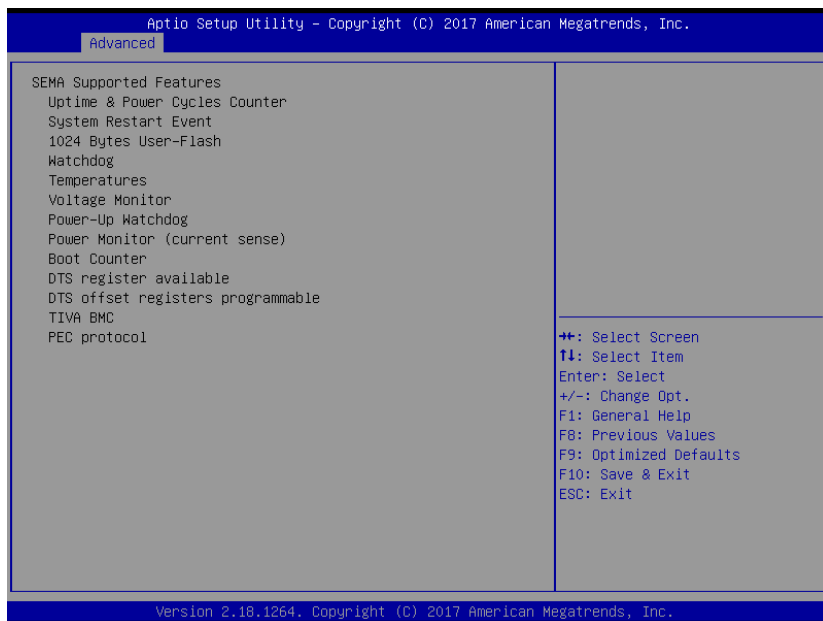 Aptio Setup Utility – Copyright (C) 2017 American Megatrends, Inc.
Advanced
SEMA Supported Features
Uptime & Power Cycles Counter
System Restart Event
1024 Bytes User-Flash
Watchdog
Temperatures
Voltage Monitor
Power-Up Watchdog
Power Monitor (current sense)
Boot Counter
DTS register available
DTS offset registers programmable
TIVA BMC
PEC protocol
→←: Select Screen
↑↓: Select Item
Enter: Select
+/-: Change Opt.
F1: General Help
F8: Previous Values
F9: Optimized Defaults
F10: Save & Exit
ESC: Exit
Version 2.18.1264. Copyright (C) 2017 American Megatrends, Inc.